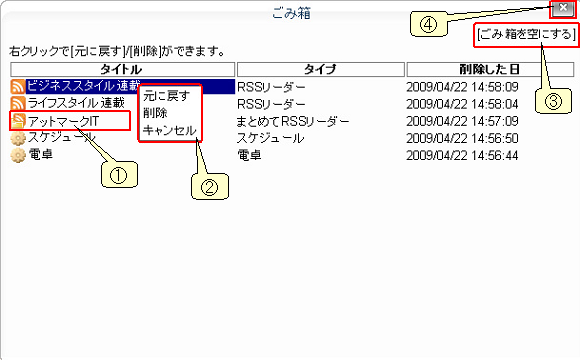 ごみ箱
④
[ごみ箱を空にする]
右クリックで[元に戻す]/[削除]ができます。
③
タイトル タイプ 削除した日
ビジネススタイル 連載 RSSリーダー 2009/04/22 14:58:09
ライフスタイル 連載 RSSリーダー 2009/04/22 14:58:04
アットマークIT まとめてRSSリーダー 2009/04/22 14:57:09
スケジュール スケジュール 2009/04/22 14:56:50
電卓 電卓 2009/04/22 14:56:44
元に戻す
削除
キャンセル
①
②